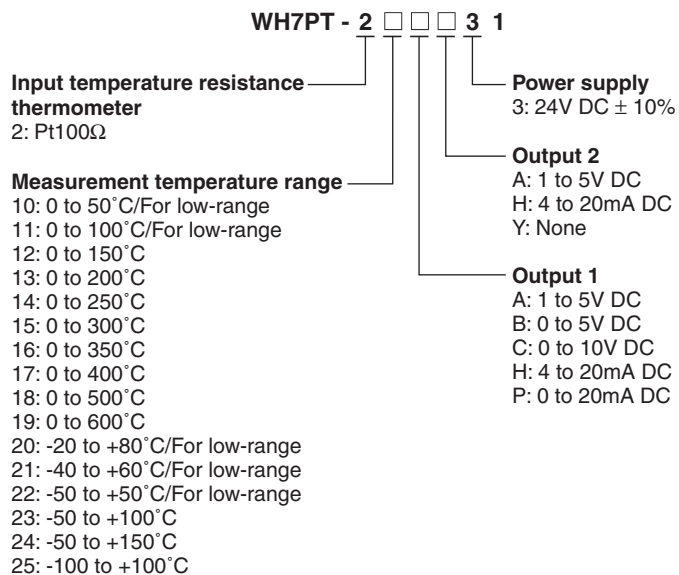 WH7PT - 2 □ □ □ 3 1
Input temperature resistance
thermometer
2: Pt100Ω
Measurement temperature range
10: 0 to 50˚C/For low-range
11: 0 to 100˚C/For low-range
12: 0 to 150˚C
13: 0 to 200˚C
14: 0 to 250˚C
15: 0 to 300˚C
16: 0 to 350˚C
17: 0 to 400˚C
18: 0 to 500˚C
19: 0 to 600˚C
20: -20 to +80˚C/For low-range
21: -40 to +60˚C/For low-range
22: -50 to +50˚C/For low-range
23: -50 to +100˚C
24: -50 to +150˚C
25: -100 to +100˚C
Power supply
3: 24V DC ± 10%
Output 2
A: 1 to 5V DC
H: 4 to 20mA DC
Y: None
Output 1
A: 1 to 5V DC
B: 0 to 5V DC
C: 0 to 10V DC
H: 4 to 20mA DC
P: 0 to 20mA DC